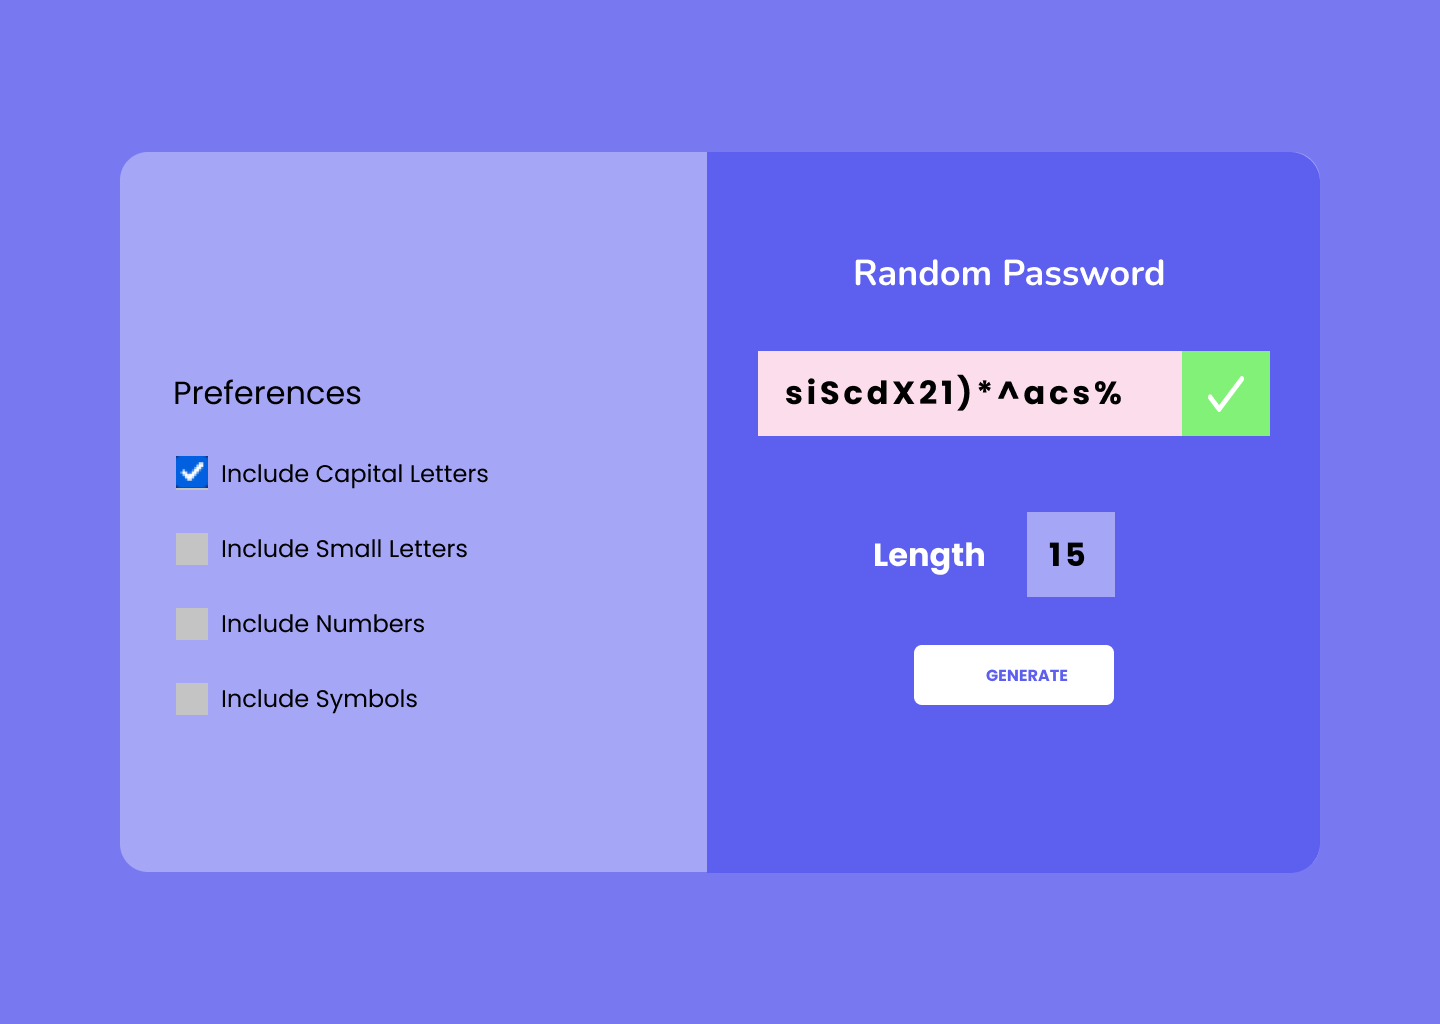 Preferences
Include Capital Letters
Include Small Letters
Include Numbers
Include Symbols
Random Password
siScdX21)*^acs%
Length
15
GENERATE